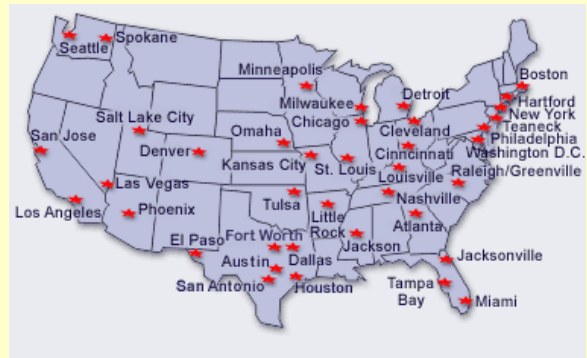 Seattle
Spokane
Minneapolis
Boston
Detroit
Milwaukee
Hartford
Salt Lake City
Chicago
New York
Omaha
Cleveland
Teaneck
San Jose
Philadelphia
Denver
Cinncinati
Washington D.C.
Kansas City
St. Louis
Louisville
Raleigh/Greenville
Las Vegas
Nashville
Tulsa
Los Angeles
Phoenix
Little
Rock
Atlanta
El Paso
Fort Worth
Jackson
Dallas
Jacksonville
Austin
San Antonio
Houston
Tampa
Bay
Miami